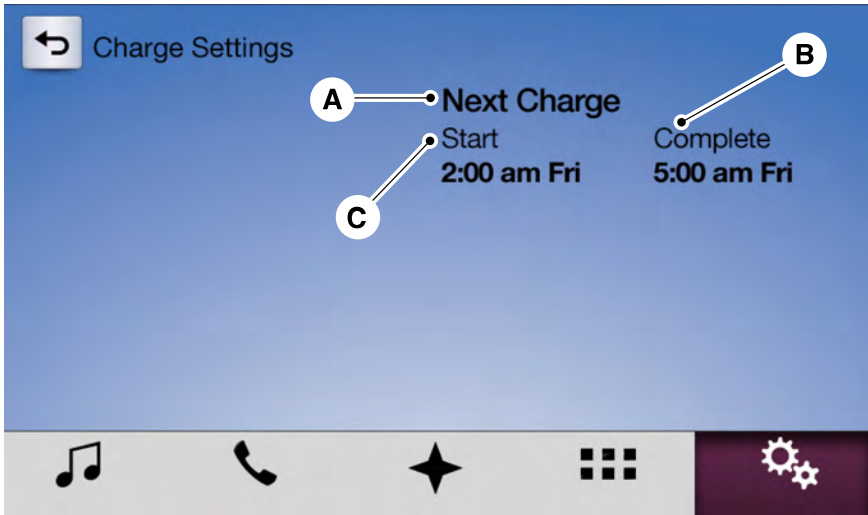 Charge Settings
B
A
Next Charge
Start Complete
2:00 am Fri 5:00 am Fri
C